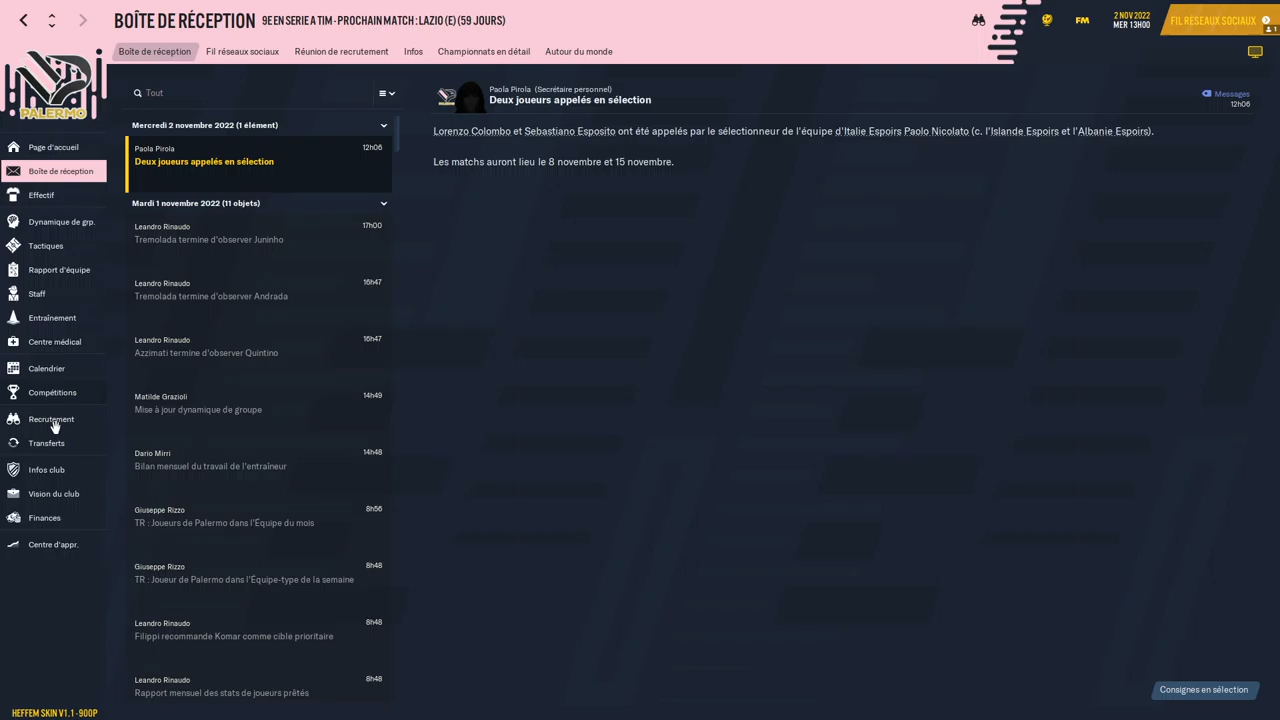 BOÎTE DE RÉCEPTION 9E EN SERIE A TIM - PROCHAIN MATCH : LAZIO (E) (59 JOURS)
FM
2 NOV 2022
MER 13H00
FIL RESEAUX SOCIAUX
1
Boîte de réception Fil réseaux sociaux Réunion de recrutement Infos Championnats en détail Autour du monde
PALERMO
Page d'accueil
Boîte de réception
Effectif
Dynamique de grp.
Tactiques
Rapport d'équipe
Staff
Entraînement
Centre médical
Calendrier
Compétitions
Recrutement
Transferts
Infos club
Vision du club
Finances
Centre d'appr.
HEFFEM SKIN V1.1 - 900P
Tout
Mercredi 2 novembre 2022 (1 élément)
Paola Pirola 12h06
Deux joueurs appelés en sélection
Mardi 1 novembre 2022 (11 objets)
Leandro Rinaudo 17h00
Tremolada termine d'observer Juninho
Leandro Rinaudo 16h47
Tremolada termine d'observer Andrada
Leandro Rinaudo 16h47
Azzimati termine d'observer Quintino
Matilde Grazioli 14h49
Mise à jour dynamique de groupe
Dario Mirri 14h48
Bilan mensuel du travail de l'entraîneur
Giuseppe Rizzo 8h56
TR : Joueurs de Palermo dans l'Équipe du mois
Giuseppe Rizzo 8h48
TR : Joueur de Palermo dans l'Équipe-type de la semaine
Leandro Rinaudo 8h48
Filippi recommande Komar comme cible prioritaire
Leandro Rinaudo 8h48
Rapport mensuel des stats de joueurs prêtés
Paola Pirola (Secrétaire personnel)
Deux joueurs appelés en sélection
Messages
12h06
Lorenzo Colombo et Sebastiano Esposito ont été appelés par le sélectionneur de l'équipe d'Italie Espoirs Paolo Nicolato (c. l'Islande Espoirs et l'Albanie Espoirs).
Les matchs auront lieu le 8 novembre et 15 novembre.
Consignes en sélection